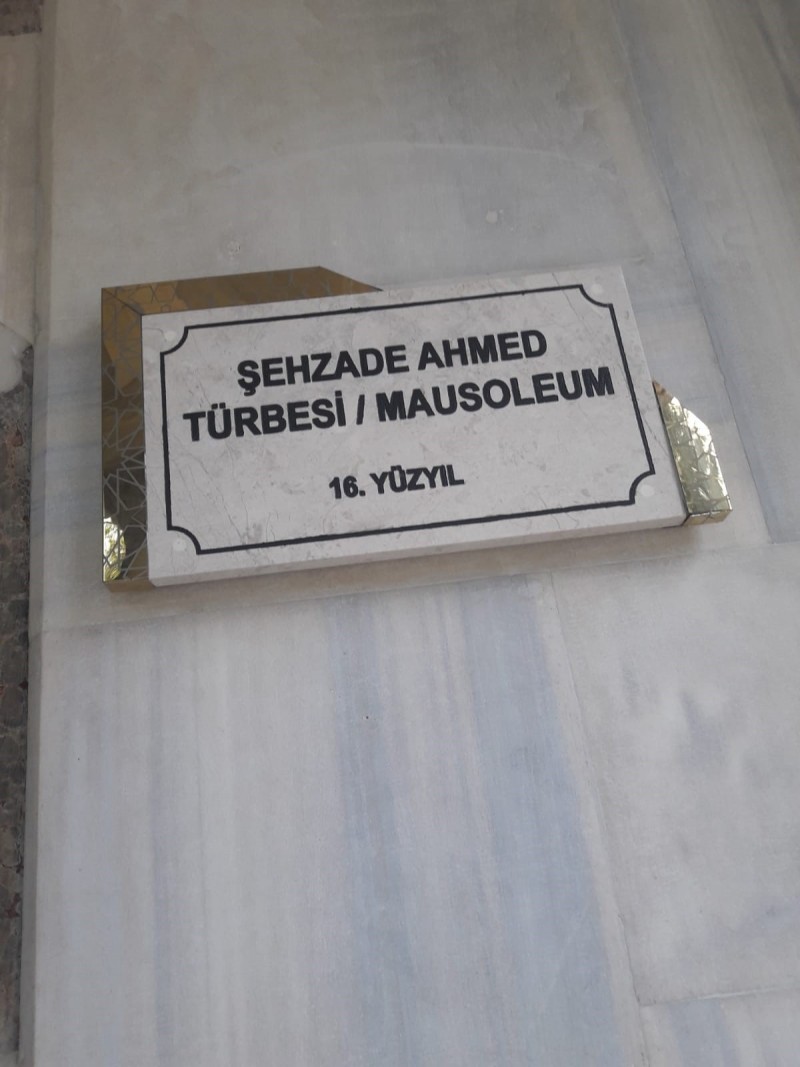 ŞEHZADE AHMED
TÜRBESİ / MAUSOLEUM
16. YÜZYIL